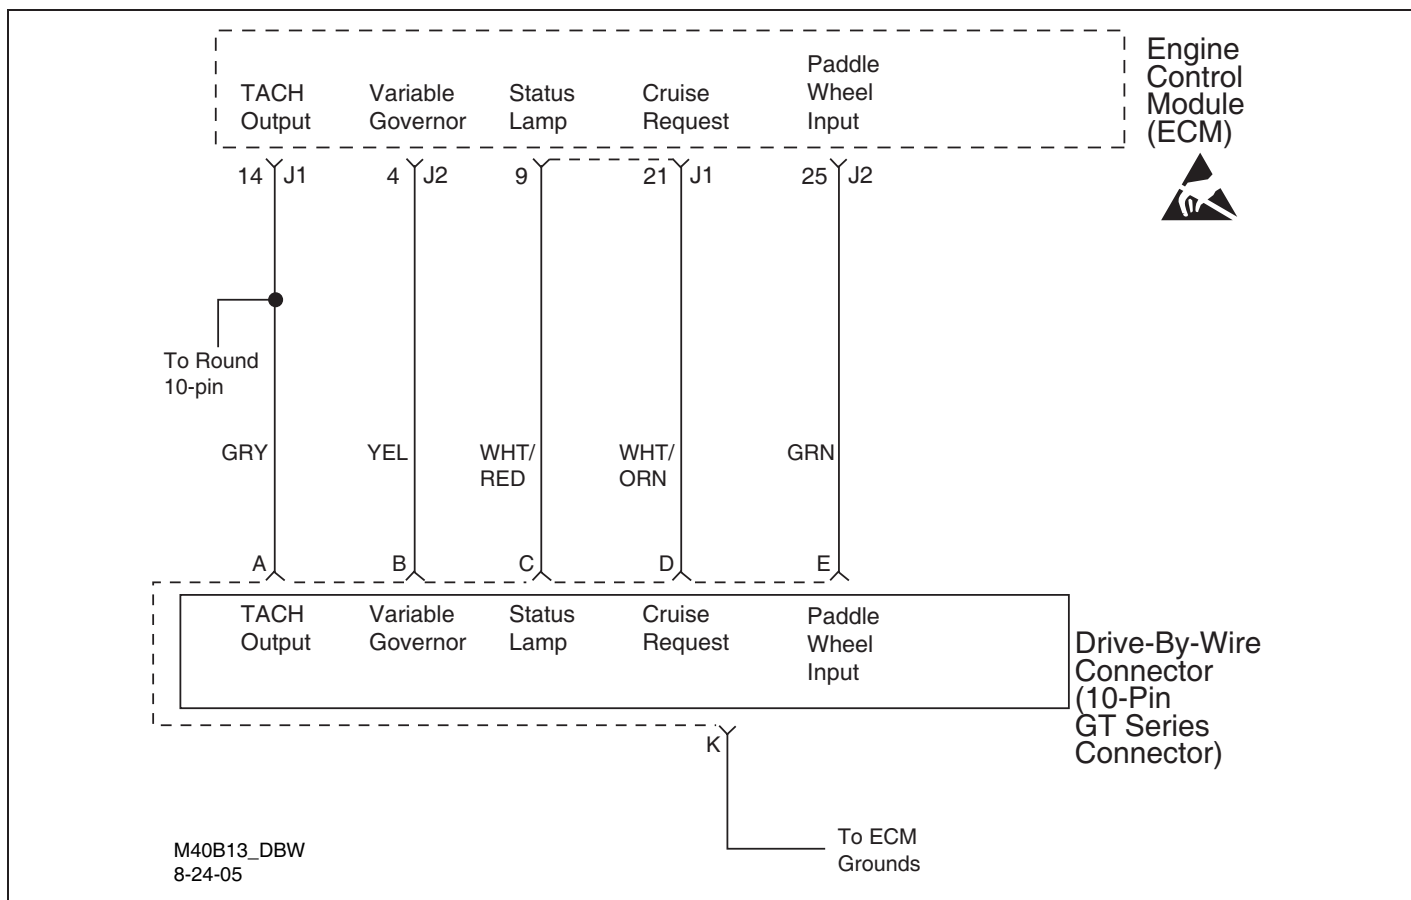 TACH
Output
Variable
Governor
Status
Lamp
Cruise
Request
Paddle
Wheel
Input
Engine
Control
Module
(ECM)
14 J1
4 J2
9
21 J1
25 J2
To Round
10-pin
GRY
YEL
WHT/
RED
WHT/
ORN
GRN
A
B
C
D
E
TACH
Output
Variable
Governor
Status
Lamp
Cruise
Request
Paddle
Wheel
Input
Drive-By-Wire
Connector
(10-Pin
GT Series
Connector)
K
To ECM
Grounds
M40B13_DBW
8-24-05